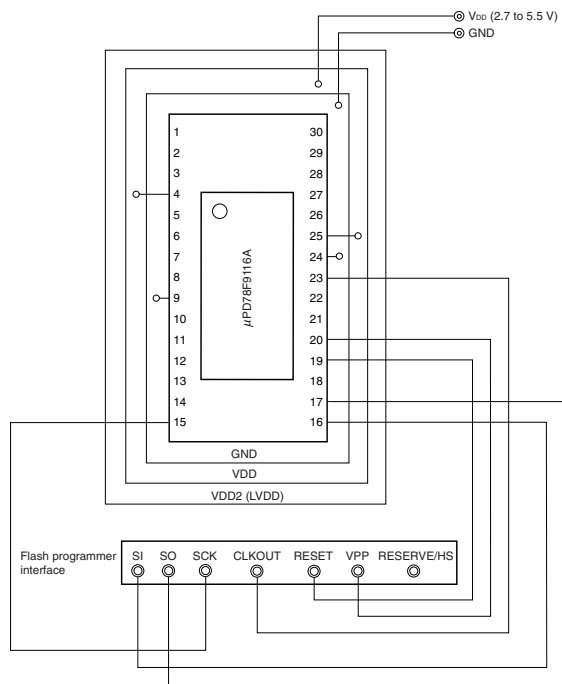 VDD (2.7 to 5.5 V)
GND
1 30
2 29
3 28
4 27
5 26
6 25
7 24
8 23
9 22
10 21
11 20
12 19
13 18
14 17
15 16
µPD78F9116A
GND
VDD
VDD2 (LVDD)
Flash programmer
interface
SI SO SCK CLKOUT RESET VPP RESERVE/HS